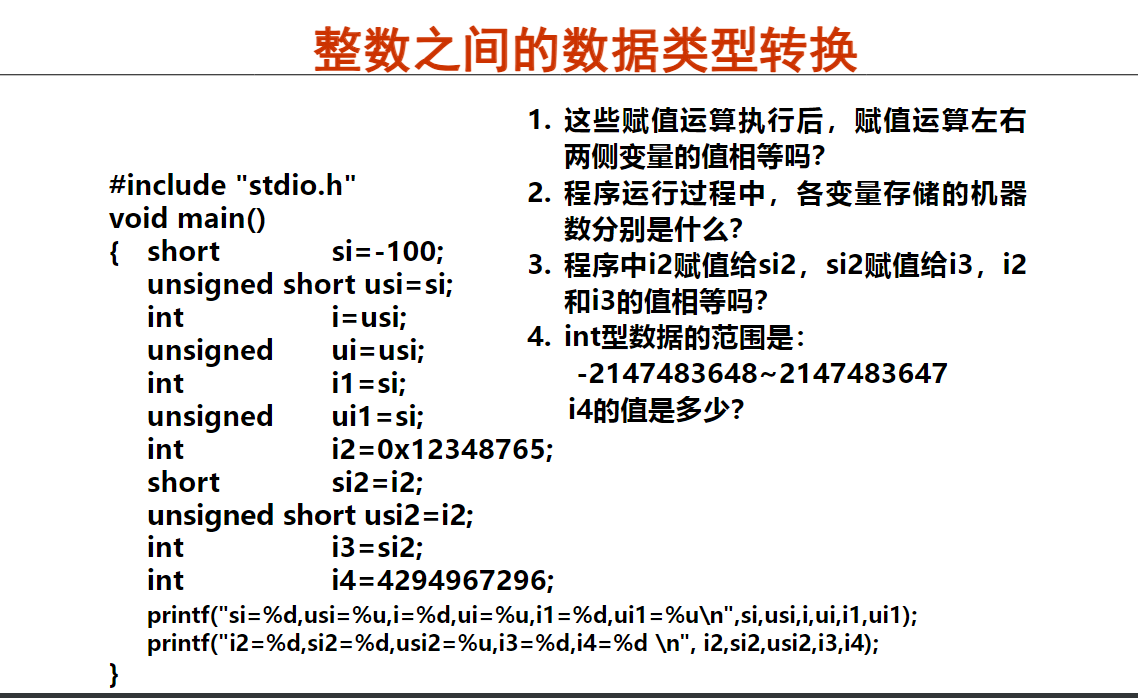 整数之间的数据类型转换
#include "stdio.h"
void main()
{ short si=-100;
unsigned short usi=si;
int i=usi;
unsigned ui=usi;
int i1=si;
unsigned ui1=si;
int i2=0x12348765;
short si2=i2;
unsigned short usi2=i2;
int i3=si2;
int i4=4294967296;
printf("si=%d,usi=%u,i=%d,ui=%u,i1=%d,ui1=%u\n",si,usi,i,ui,i1,ui1);
printf("i2=%d,si2=%d,usi2=%u,i3=%d,i4=%d \n", i2,si2,usi2,i3,i4);
}
1. 这些赋值运算执行后，赋值运算左右
两侧变量的值相等吗？
2. 程序运行过程中，各变量存储的机器
数分别是什么？
3. 程序中i2赋值给si2，si2赋值给i3，i2
和i3的值相等吗？
4. int型数据的范围是：
-2147483648~2147483647
i4的值是多少？